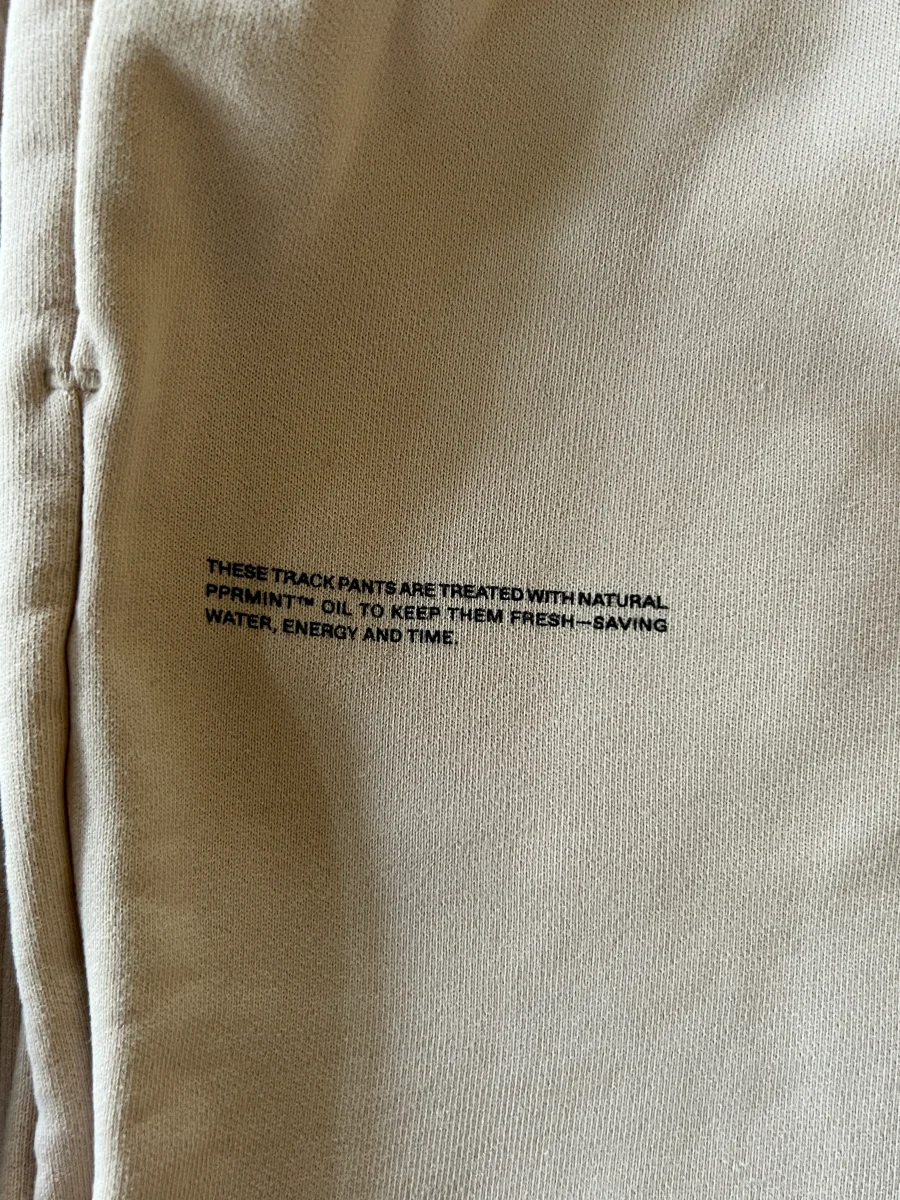 THESE TRACK PANTS ARE TREATED WITH NATURAL
PPRMINT™ OIL TO KEEP THEM FRESH—SAVING
WATER, ENERGY AND TIME.